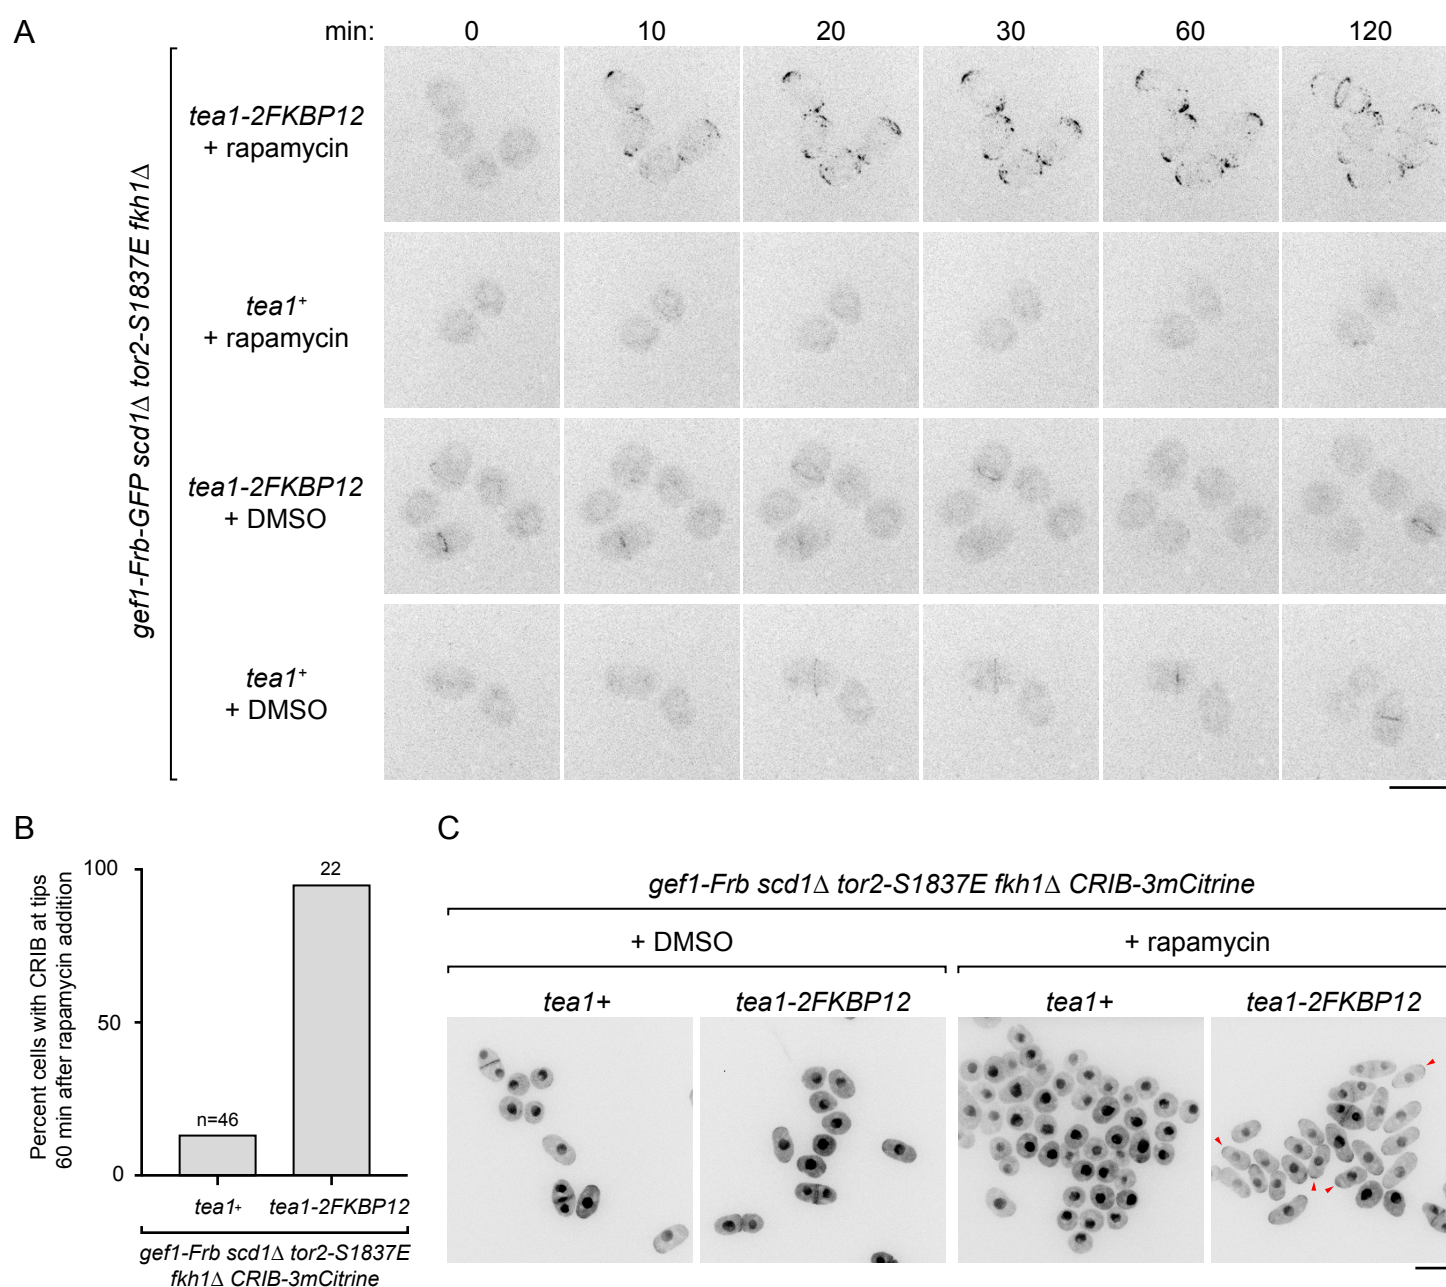 A
min: 0 10 20 30 60 120
gef1-Frb-GFP scd1Δ tor2-S1837E fkh1Δ
tea1-2FKBP12
+ rapamycin
tea1+
+ rapamycin
tea1-2FKBP12
+ DMSO
tea1+
+ DMSO
B
Percent cells with CRIB at tips
60 min after rapamycin addition
100
50
0
n=46
22
tea1+ tea1-2FKBP12
gef1-Frb scd1Δ tor2-S1837E
fkh1Δ CRIB-3mCitrine
C
gef1-Frb scd1Δ tor2-S1837E fkh1Δ CRIB-3mCitrine
+ DMSO + rapamycin
tea1+ tea1-2FKBP12 tea1+ tea1-2FKBP12